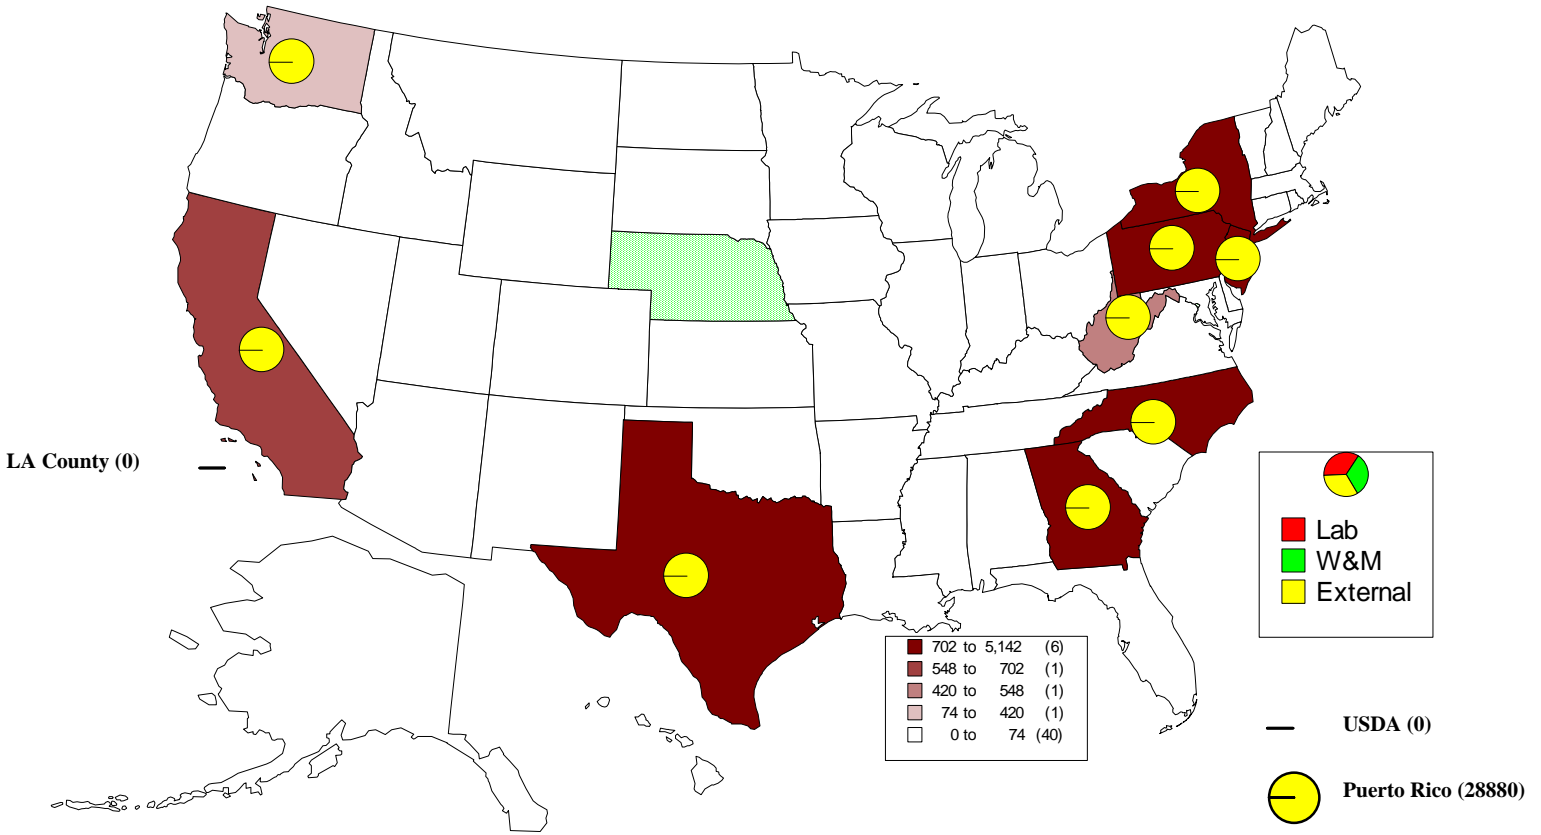 LA County (0)
Lab
W&M
External
702 to 5,142 (6)
548 to 702 (1)
420 to 548 (1)
74 to 420 (1)
0 to 74 (40)
USDA (0)
Puerto Rico (28880)